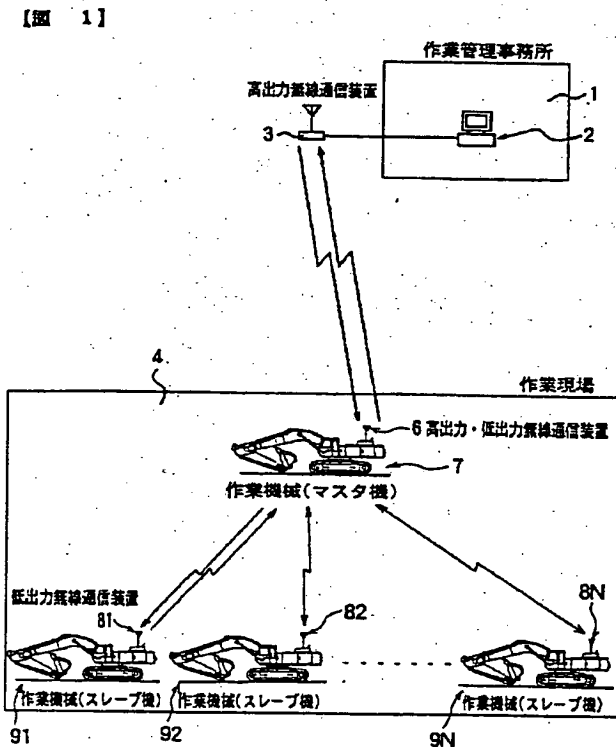 【図 1】
作業管理事務所
高出力無線通信装置
1
3
2
4
作業現場
6 高出力・低出力無線通信装置
7
作業機械(マスタ機)
低出力無線通信装置
81
82
8N
作業機械(スレーブ機)
作業機械(スレーブ機)
作業機械(スレーブ機)
91
92
9N